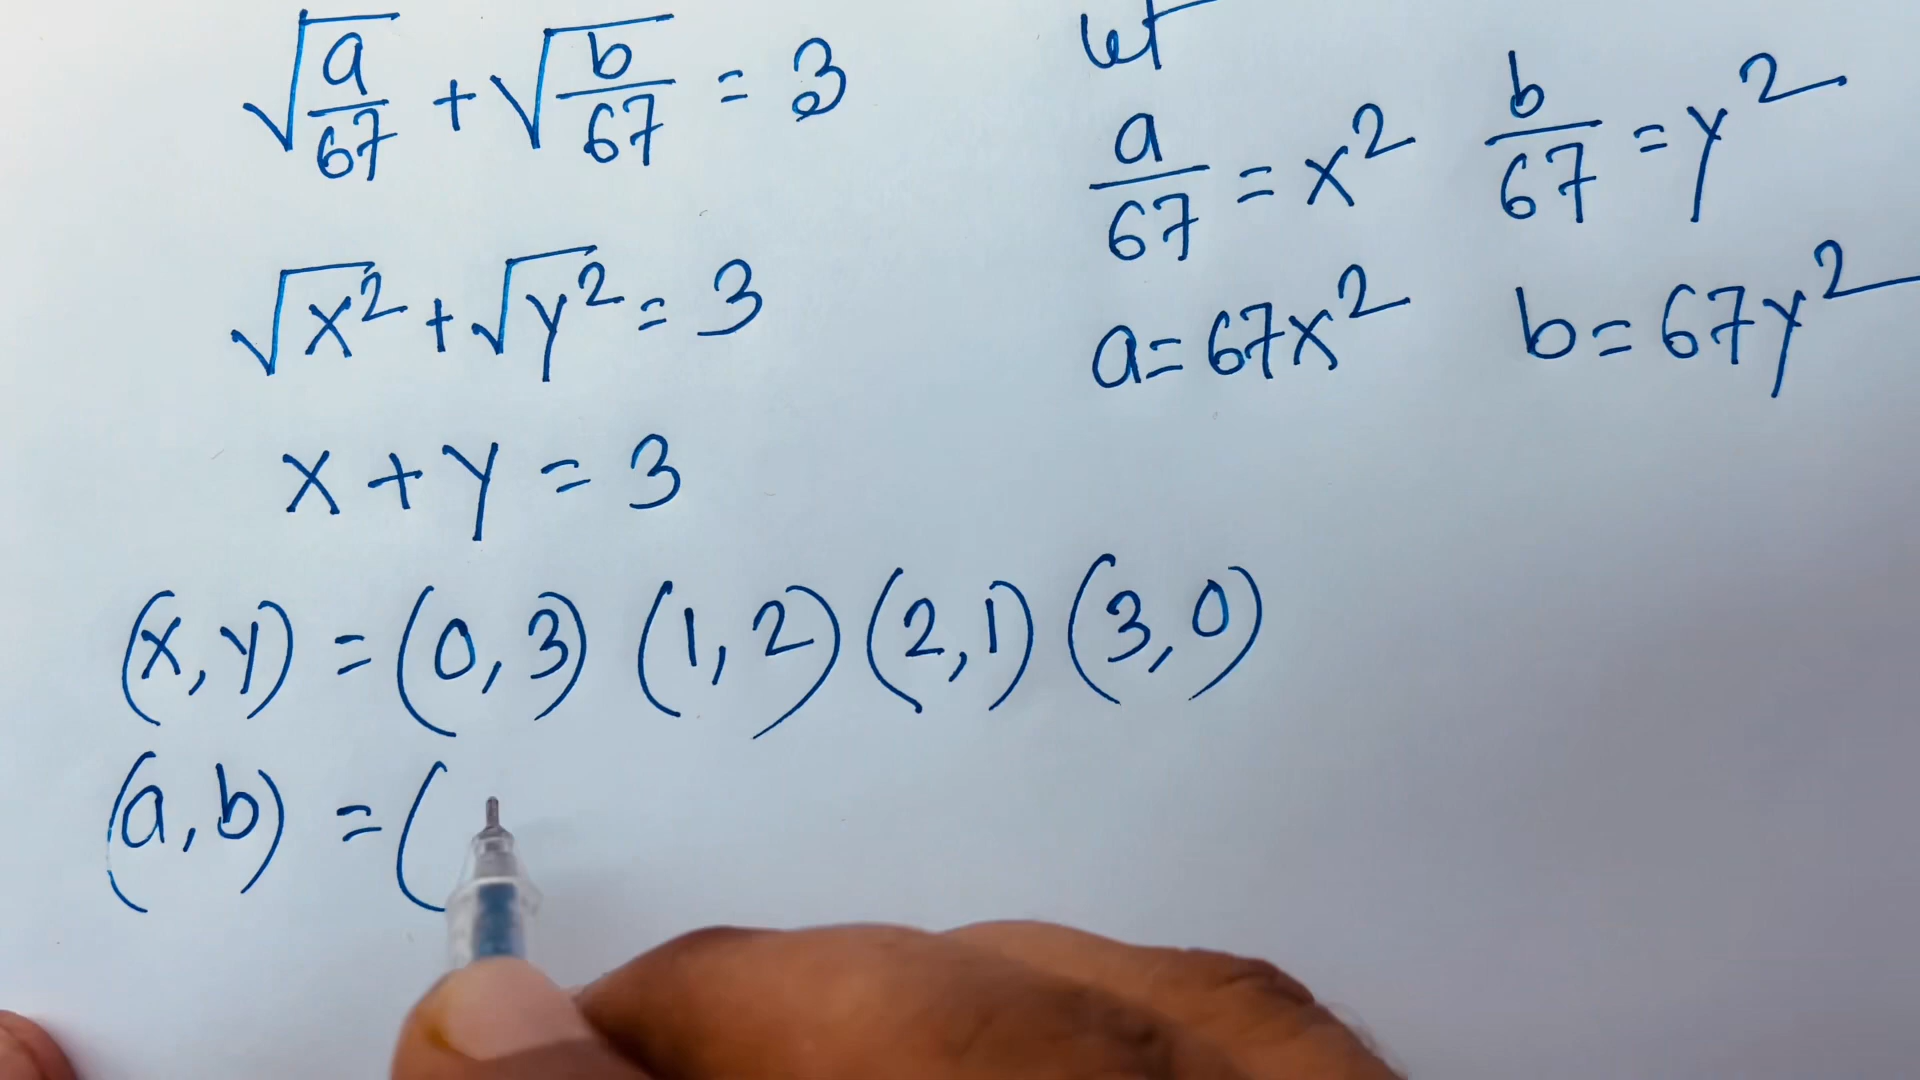 √(a/67) + √(b/67) = 3
√x² + √y² = 3
x + y = 3
(x, y) = (0, 3) (1, 2) (2, 1) (3, 0)
(a, b) = (
let
a/67 = x² b/67 = y²
a = 67x² b = 67y²